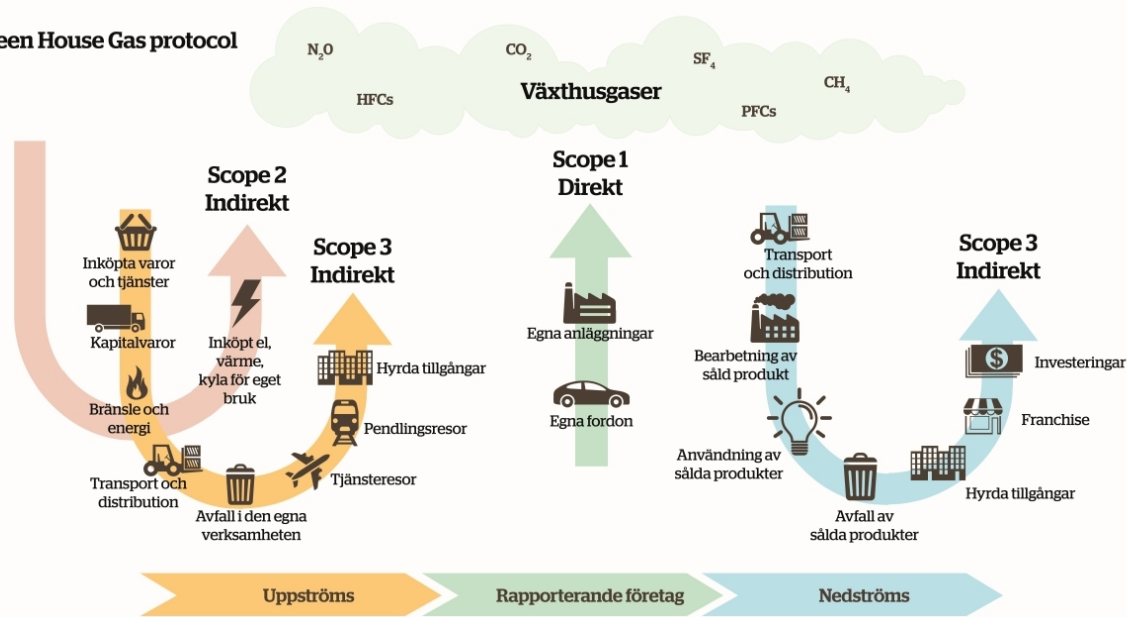 een House Gas protocol
N₂O
CO₂
SF₄
CH₄
HFCs
Växthusgaser
PFCs
Scope 2
Indirekt
Scope 3
Indirekt
Scope 1
Direkt
Scope 3
Indirekt
Inköpta varor
och tjänster
Kapitalvaror
Bränsle och
energi
Transport och
distribution
Avfall i den egna
verksamheten
Tjänsteresor
Pendlingsresor
Hyrda tillgångar
Inköpt el,
värme,
kyla för eget
bruk
Egna anläggningar
Egna fordon
Transport
och distribution
Bearbetning av
såld produkt
Användning av
sålda produkter
Avfall av
sålda produkter
Hyrda tillgångar
Franchise
$
Investeringar
Uppströms
Rapporterande företag
Nedströms